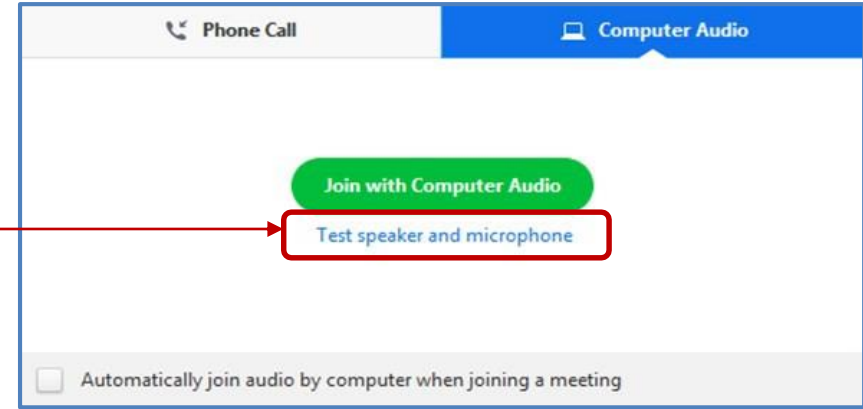 Phone Call
Computer Audio
Join with Computer Audio
Test speaker and microphone
Automatically join audio by computer when joining a meeting